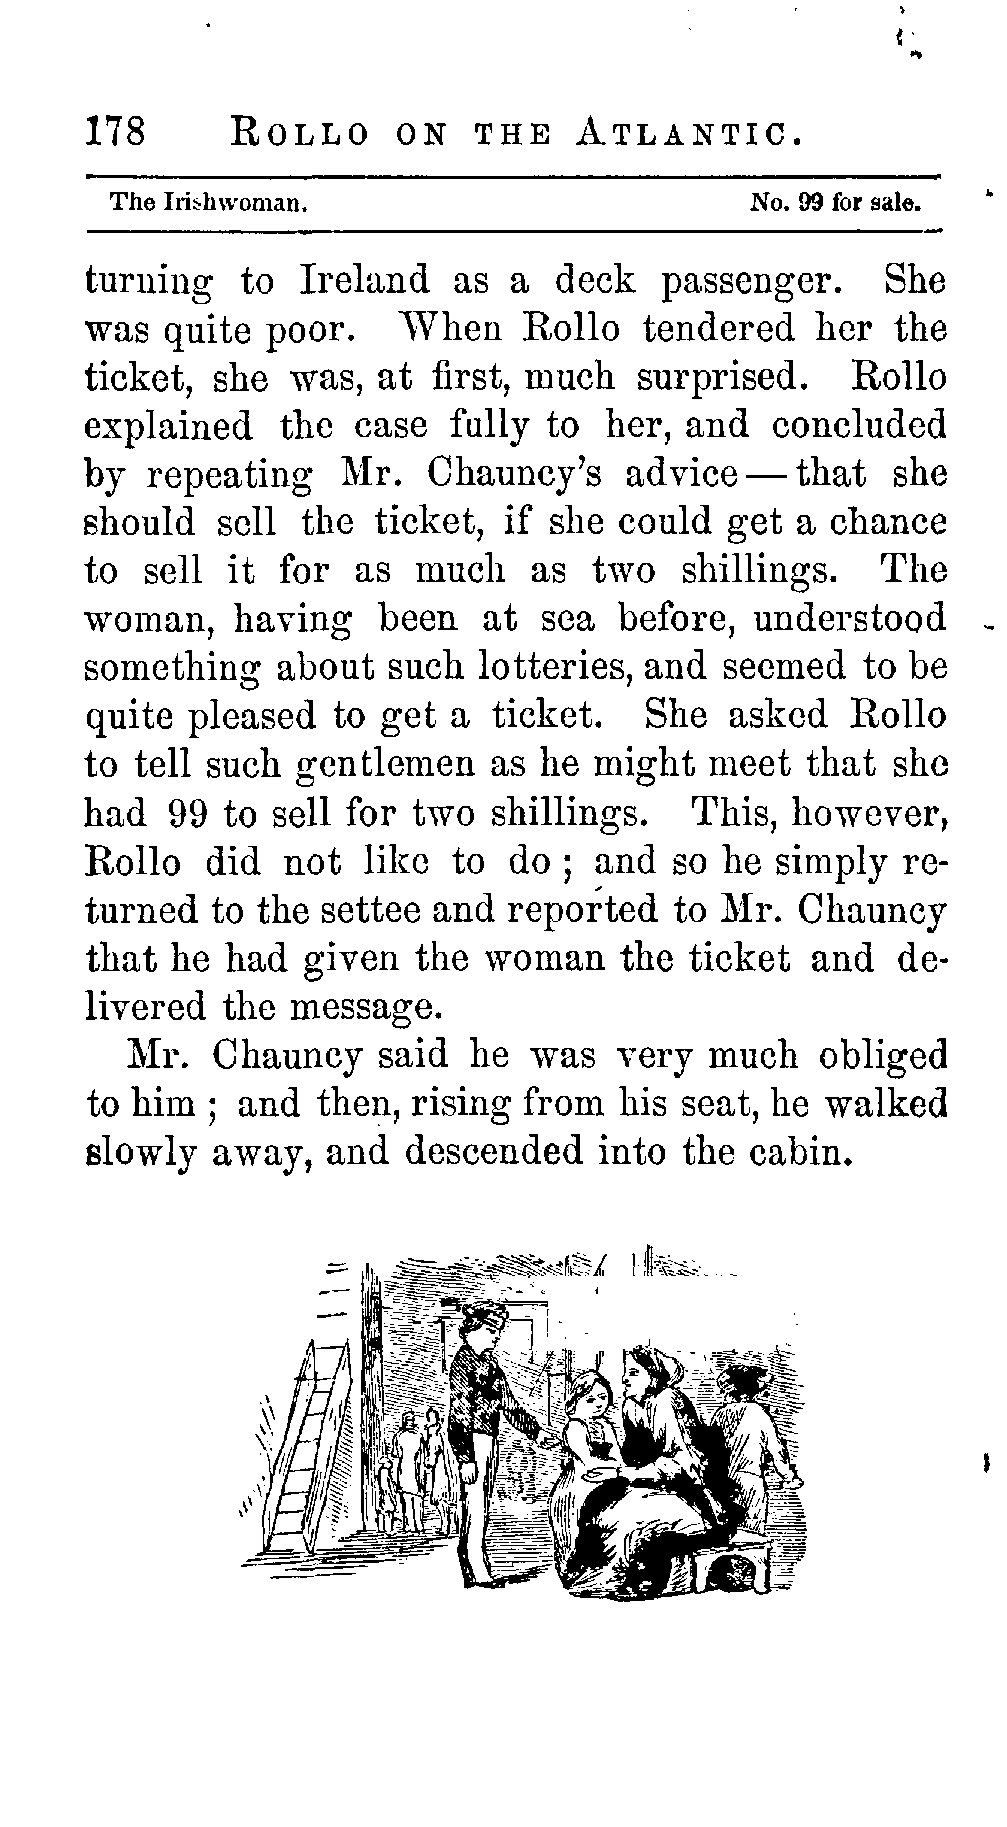 178 ROLLO ON THE ATLANTIC.
The Irishwoman. No. 99 for sale.
turning to Ireland as a deck passenger. She
was quite poor. When Rollo tendered her the
ticket, she was, at first, much surprised. Rollo
explained the case fully to her, and concluded
by repeating Mr. Chauncy's advice — that she
should sell the ticket, if she could get a chance
to sell it for as much as two shillings. The
woman, having been at sea before, understood
something about such lotteries, and seemed to be
quite pleased to get a ticket. She asked Rollo
to tell such gentlemen as he might meet that she
had 99 to sell for two shillings. This, however,
Rollo did not like to do ; and so he simply re-
turned to the settee and reported to Mr. Chauncy
that he had given the woman the ticket and de-
livered the message.
Mr. Chauncy said he was very much obliged
to him ; and then, rising from his seat, he walked
slowly away, and descended into the cabin.